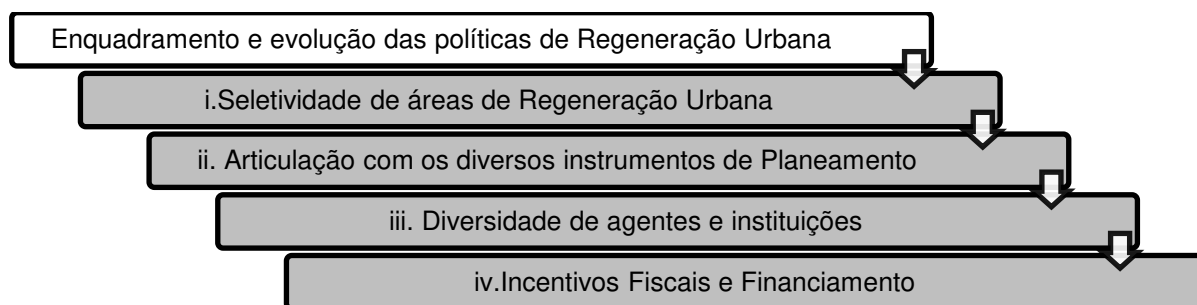 Enquadramento e evolução das políticas de Regeneração Urbana
i.Seletividade de áreas de Regeneração Urbana
ii. Articulação com os diversos instrumentos de Planeamento
iii. Diversidade de agentes e instituições
iv.Incentivos Fiscais e Financiamento